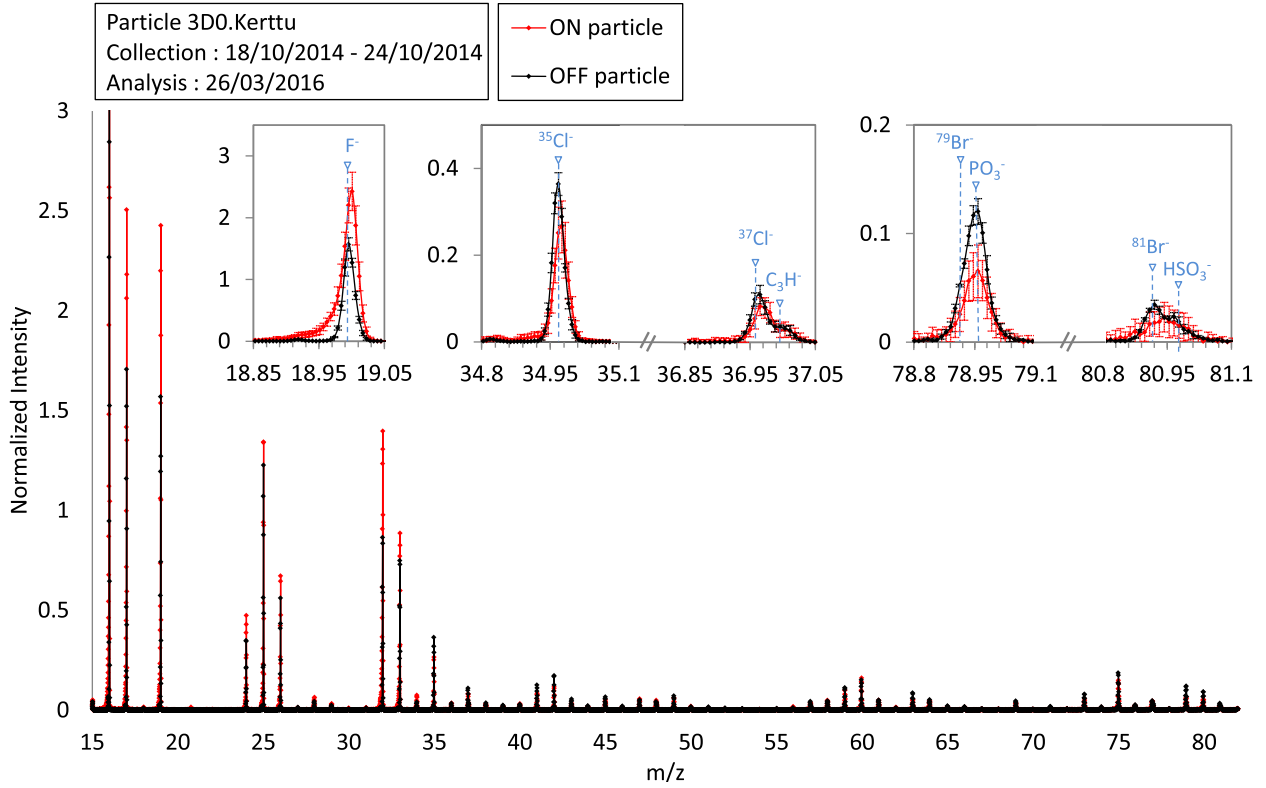 Particle 3D0.Kerttu
Collection : 18/10/2014 - 24/10/2014
Analysis : 26/03/2016
ON particle
OFF particle
Normalized Intensity
3
2.5
2
1.5
1
0.5
0
15 20 25 30 35 40 45 50 55 60 65 70 75 80
m/z
F⁻
3
2
1
0
18.85 18.95 19.05
³⁵Cl⁻
³⁷Cl⁻
C₃H⁻
0.4
0.2
0
34.8 34.95 35.1 36.85 36.95 37.05
⁷⁹Br⁻
PO₃⁻
⁸¹Br⁻
HSO₃⁻
0.2
0.1
0
78.8 78.95 79.1 80.8 80.95 81.1